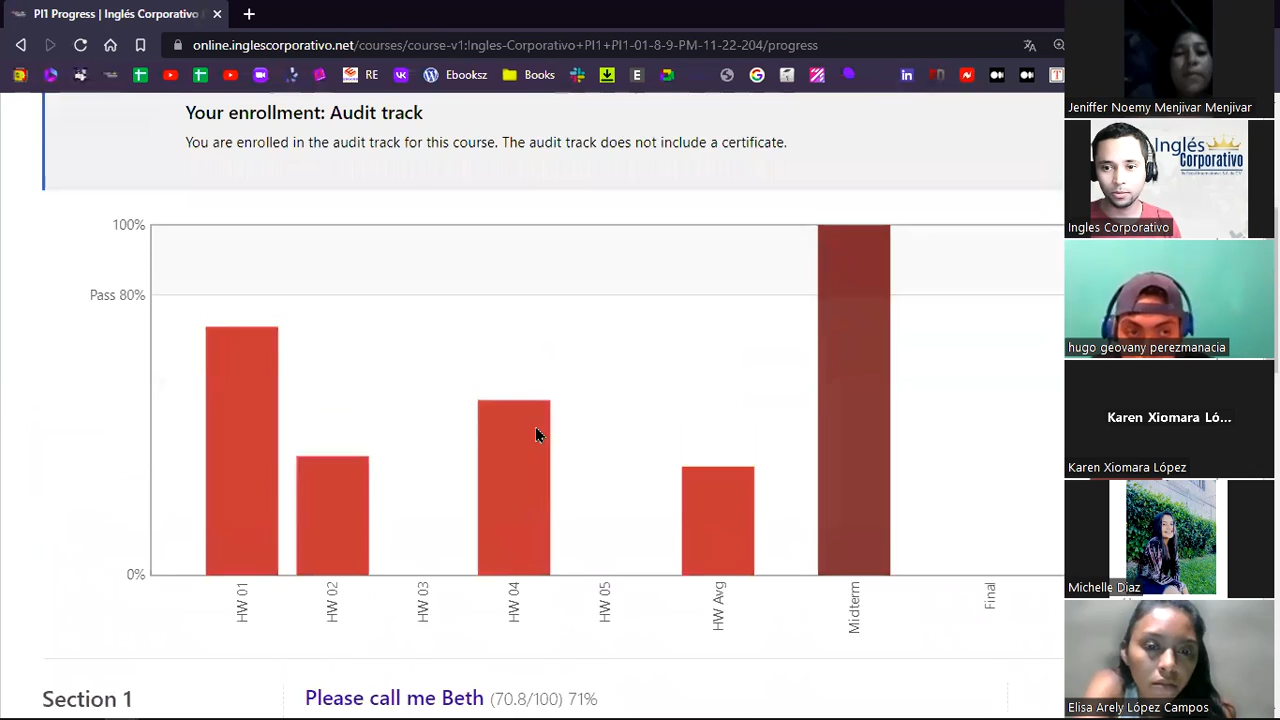 PI1 Progress | Inglés Corporativo
online.inglescorporativo.net/courses/course-v1:Ingles-Corporativo+PI1+PI1-01-8-9-PM-11-22-204/progress
RE
Ebooksz
Books
Your enrollment: Audit track
You are enrolled in the audit track for this course. The audit track does not include a certificate.
100%
Pass 80%
0%
HW 01
HW 02
HW 03
HW 04
HW 05
HW Avg
Midterm
Final
Section 1
Please call me Beth (70.8/100) 71%
Jeniffer Noemy Menjivar Menjivar
Inglés
Corporativo
Ingles Corporativo
hugo geovany perezmanacia
Karen Xiomara Ló...
Karen Xiomara López
Michelle Díaz
Elisa Arely López Campos